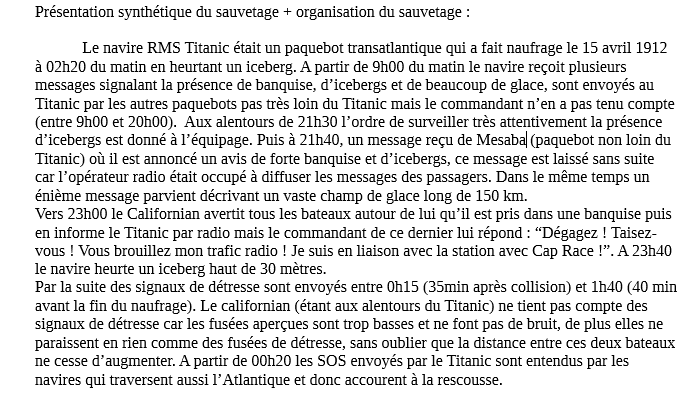 Présentation synthétique du sauvetage + organisation du sauvetage :
Le navire RMS Titanic était un paquebot transatlantique qui a fait naufrage le 15 avril 1912
à 02h20 du matin en heurtant un iceberg. A partir de 9h00 du matin le navire reçoit plusieurs
messages signalant la présence de banquise, d’icebergs et de beaucoup de glace, sont envoyés au
Titanic par les autres paquebots pas très loin du Titanic mais le commandant n’en a pas tenu compte
(entre 9h00 et 20h00).  Aux alentours de 21h30 l’ordre de surveiller très attentivement la présence
d’icebergs est donné à l’équipage. Puis à 21h40, un message reçu de Mesaba (paquebot non loin du
Titanic) où il est annoncé un avis de forte banquise et d’icebergs, ce message est laissé sans suite
car l’opérateur radio était occupé à diffuser les messages des passagers. Dans le même temps un
énième message parvient décrivant un vaste champ de glace long de 150 km.
Vers 23h00 le Californian avertit tous les bateaux autour de lui qu’il est pris dans une banquise puis
en informe le Titanic par radio mais le commandant de ce dernier lui répond : “Dégagez ! Taisez-
vous ! Vous brouillez mon trafic radio ! Je suis en liaison avec la station avec Cap Race !”. A 23h40
le navire heurte un iceberg haut de 30 mètres.
Par la suite des signaux de détresse sont envoyés entre 0h15 (35min après collision) et 1h40 (40 min
avant la fin du naufrage). Le californian (étant aux alentours du Titanic) ne tient pas compte des
signaux de détresse car les fusées aperçues sont trop basses et ne font pas de bruit, de plus elles ne
paraissent en rien comme des fusées de détresse, sans oublier que la distance entre ces deux bateaux
ne cesse d’augmenter. A partir de 00h20 les SOS envoyés par le Titanic sont entendus par les
navires qui traversent aussi l’Atlantique et donc accourent à la rescousse.